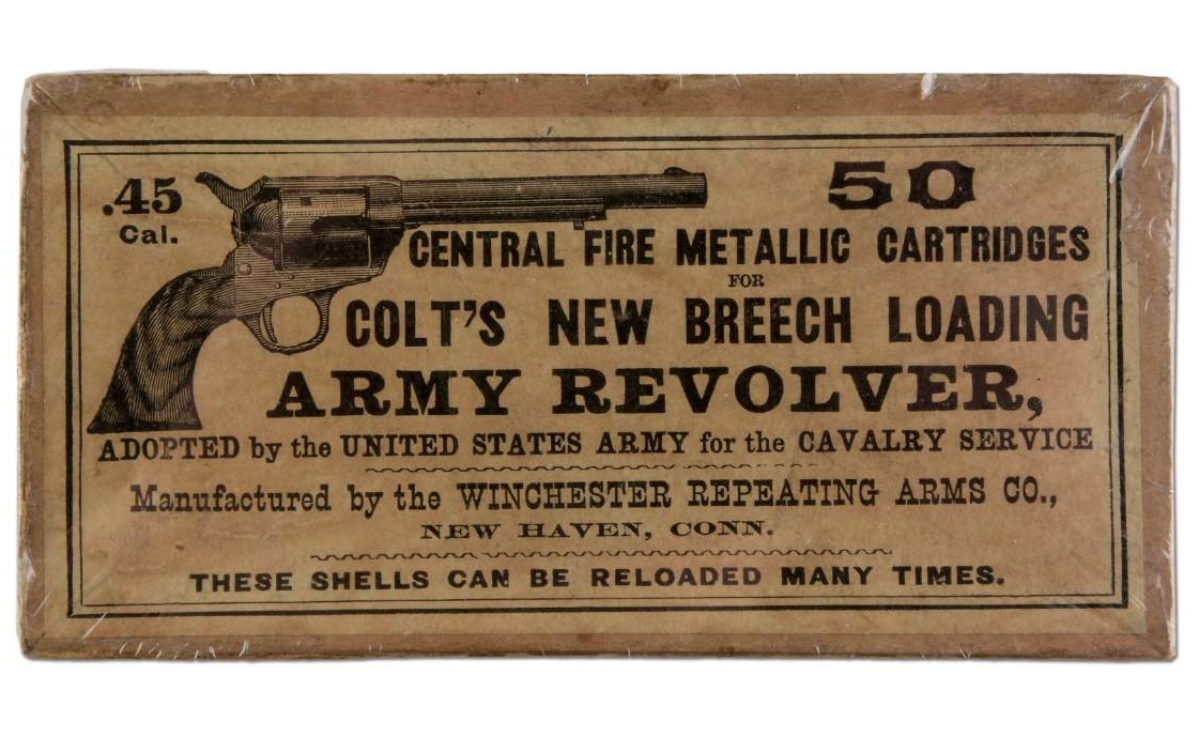 .45
Cal.
50
CENTRAL FIRE METALLIC CARTRIDGES
FOR
COLT'S NEW BREECH LOADING
ARMY REVOLVER,
ADOPTED by the UNITED STATES ARMY for the CAVALRY SERVICE
Manufactured by the WINCHESTER REPEATING ARMS CO.,
NEW HAVEN, CONN.
THESE SHELLS CAN BE RELOADED MANY TIMES.